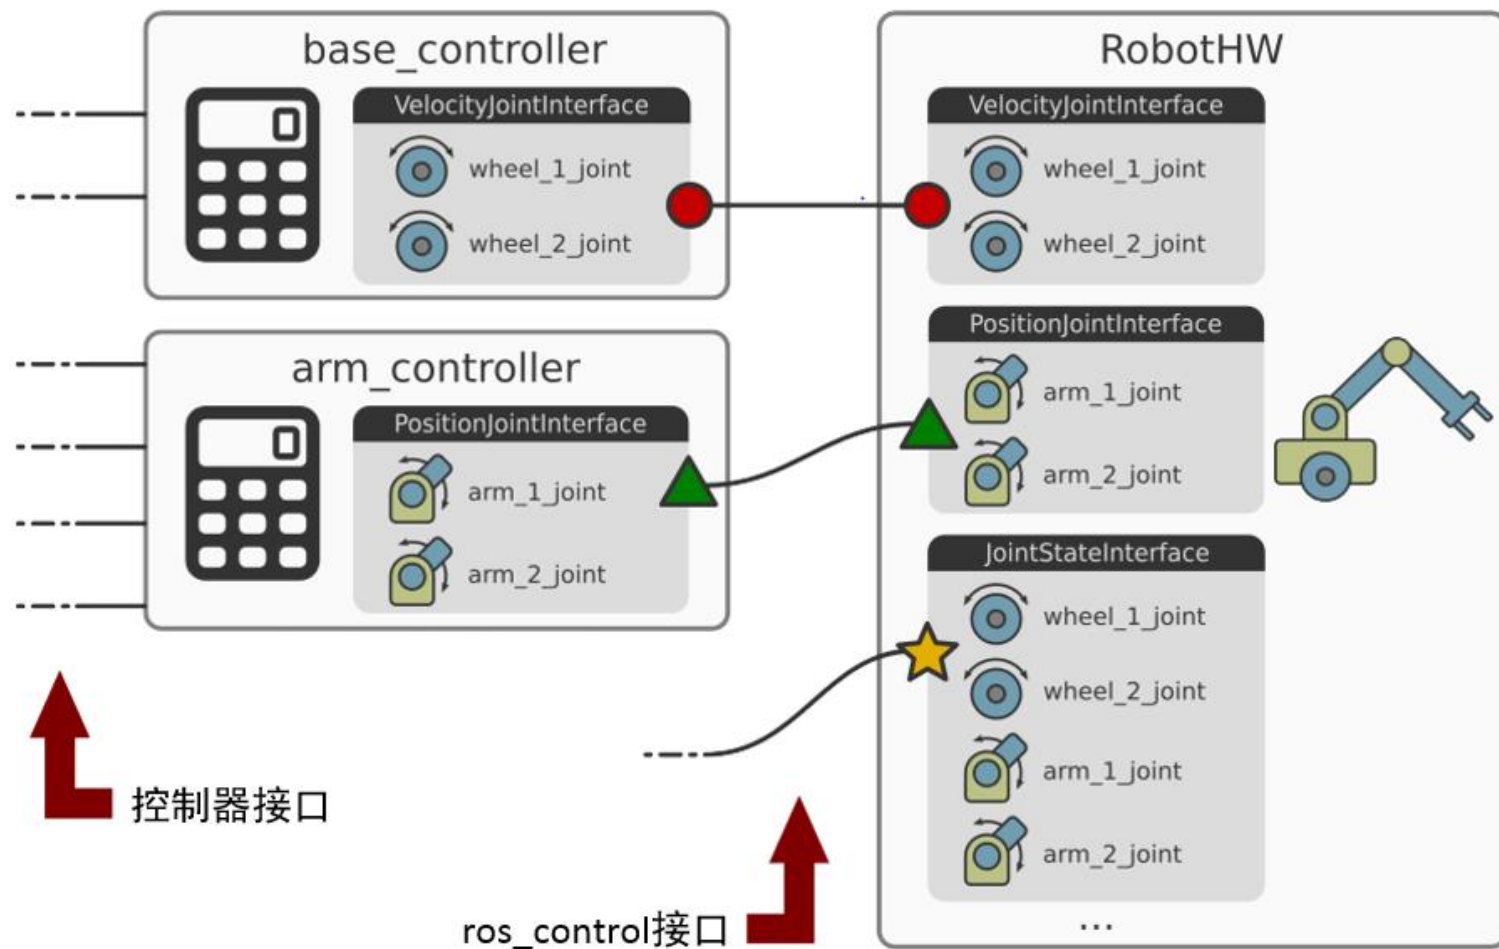 base_controller
0
VelocityJointInterface
wheel_1_joint
wheel_2_joint
arm_controller
0
PositionJointInterface
arm_1_joint
arm_2_joint
控制器接口
ros_control接口
RobotHW
VelocityJointInterface
wheel_1_joint
wheel_2_joint
PositionJointInterface
arm_1_joint
arm_2_joint
JointStateInterface
wheel_1_joint
wheel_2_joint
arm_1_joint
arm_2_joint
...